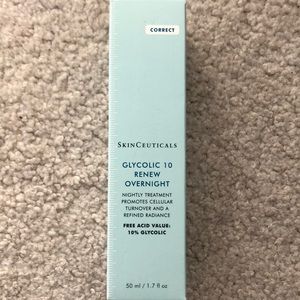 CORRECT
SKINCEUTICALS
GLYCOLIC 10
RENEW
OVERNIGHT
NIGHTLY TREATMENT
PROMOTES CELLULAR
TURNOVER AND A
REFINED RADIANCE
FREE ACID VALUE:
10% GLYCOLIC
50 ml / 1.7 fl oz